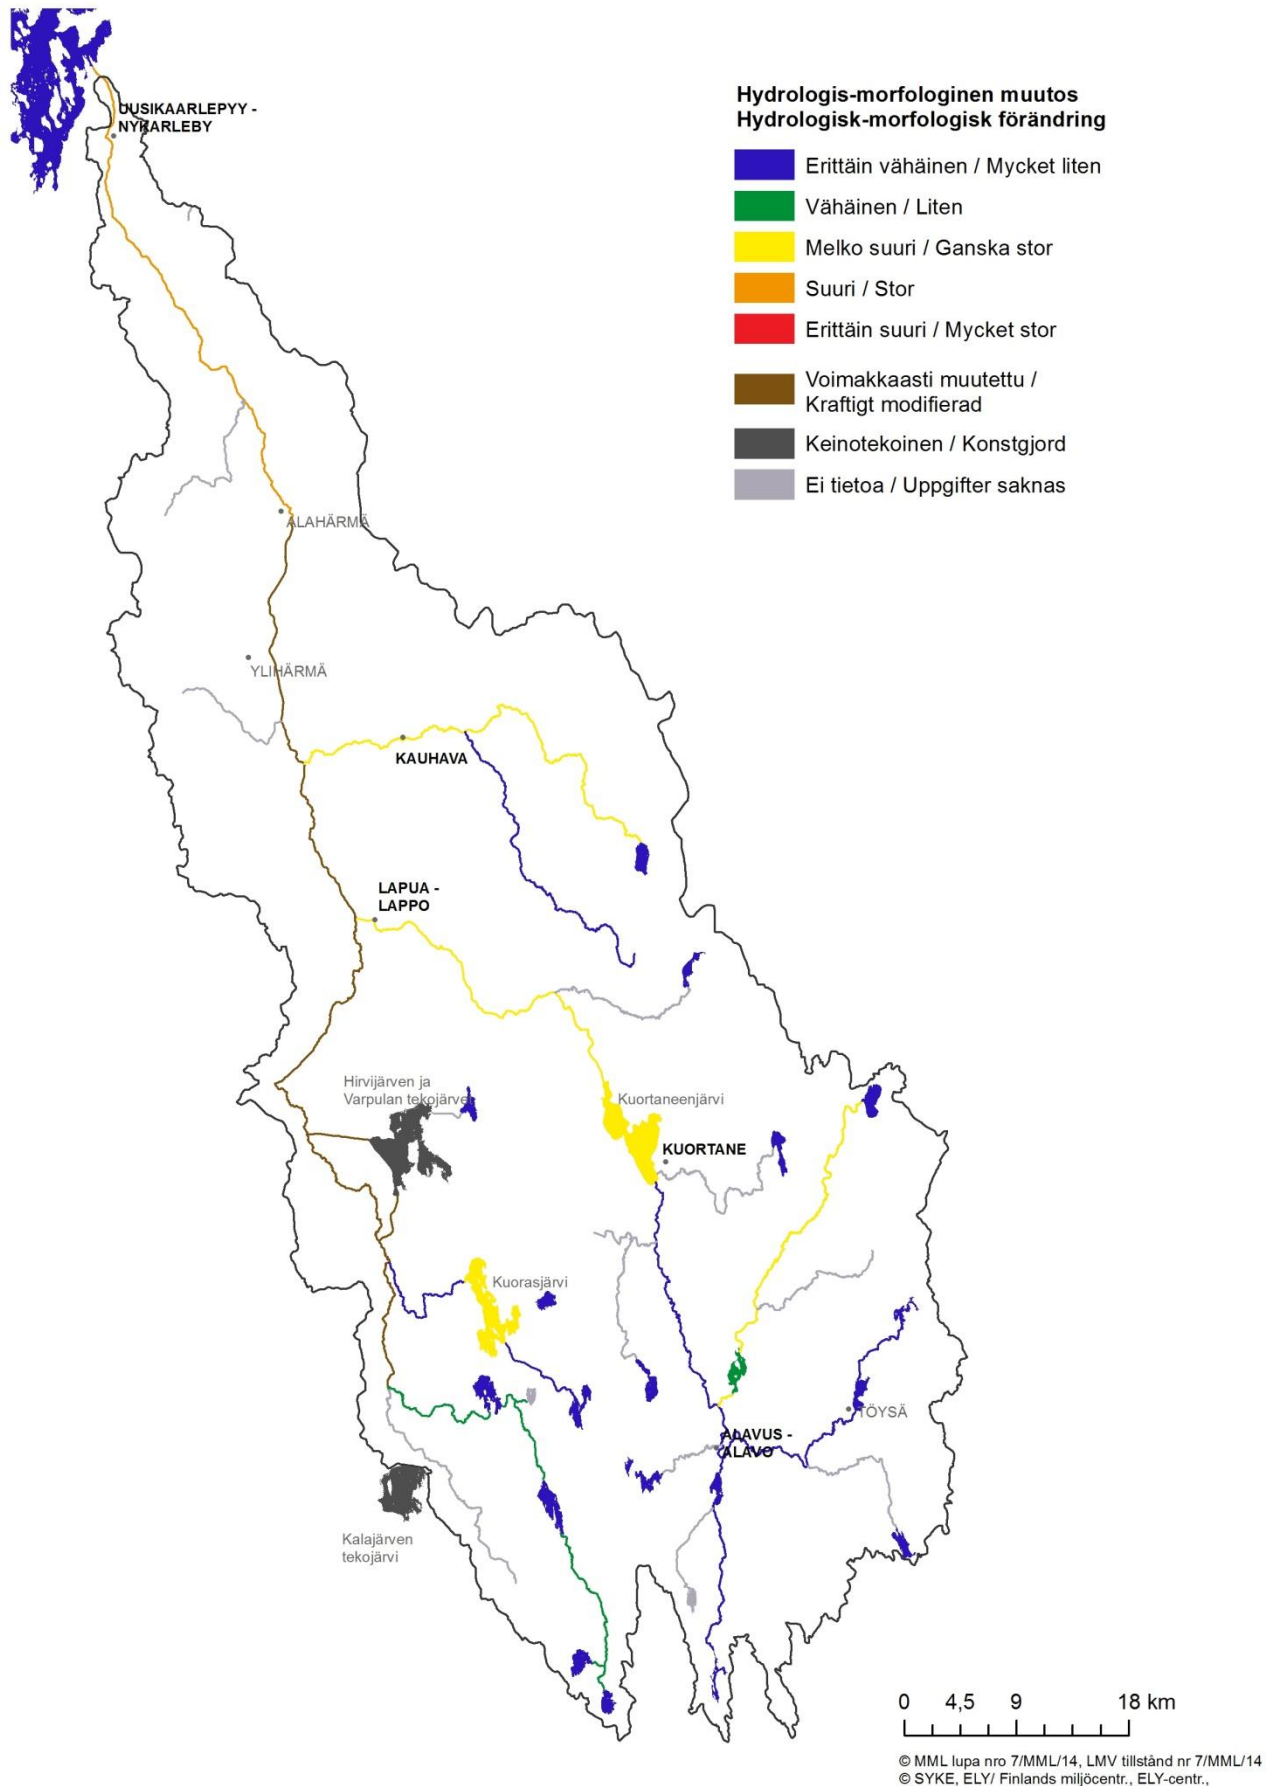 UUSIKAARLEPYY -
NYKARLEBY
Hydrologis-morfologinen muutos
Hydrologisk-morfologisk förändring
Erittäin vähäinen / Mycket liten
Vähäinen / Liten
Melko suuri / Ganska stor
Suuri / Stor
Erittäin suuri / Mycket stor
Voimakkaasti muutettu /
Kraftigt modifierad
Keinotekoinen / Konstgjord
Ei tietoa / Uppgifter saknas
ALAHÄRMÄ
YLIHÄRMÄ
KAUHAVA
LAPUA -
LAPPO
Hirvijärven ja
Varpulan tekojärvet
Kuortaneenjärvi
KUORTANE
Kuorasjärvi
TÖYSÄ
ALAVUS -
ALAVO
Kalajärven
tekojärvi
0 4,5 9 18 km
© MML lupa nro 7/MML/14, LMV tillstånd nr 7/MML/14
© SYKE, ELY/ Finlands miljöcentr., ELY-centr.,